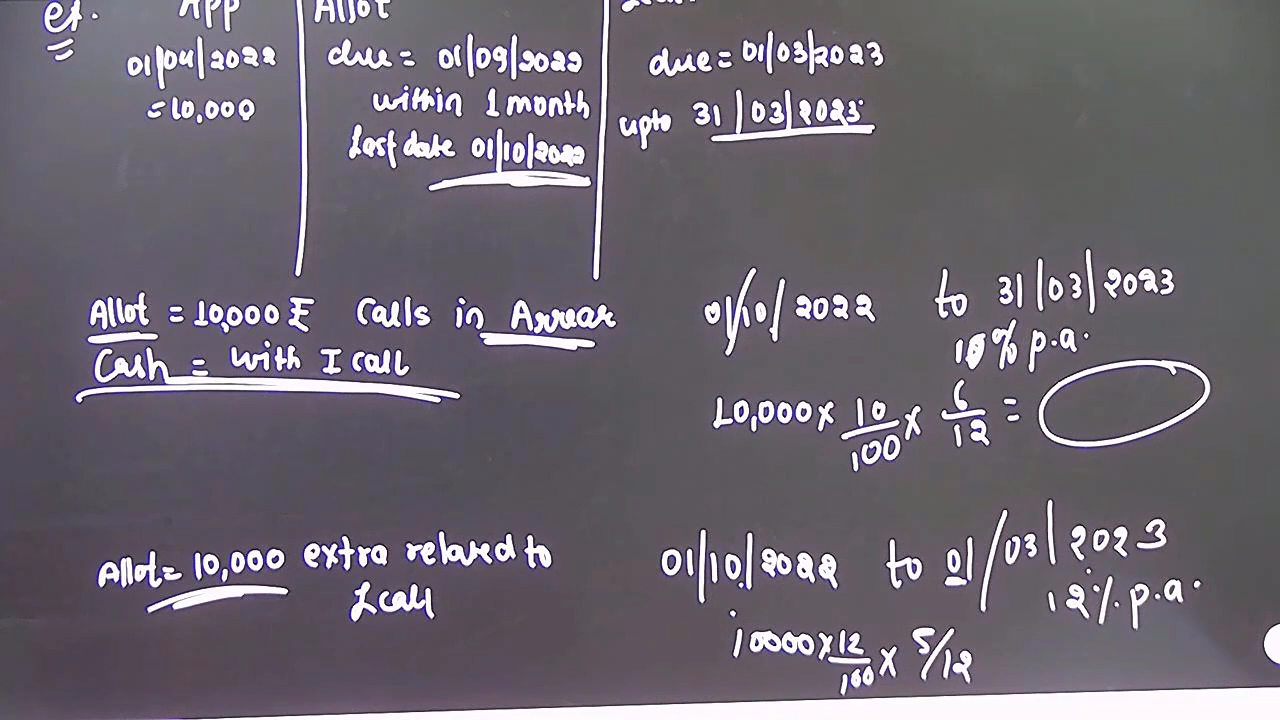 ex.
App
01/04/2022
= 10,000
Allot
due = 01/09/2022
within 1 month
Last date 01/10/2022
due = 01/03/2023
upto 31/03/2023
Allot = 10,000 E Calls in Arrear
Cash = with I call
01/10/2022 to 31/03/2023
10% p.a.
10,000 × 10/100 × 6/12 =
Allot = 10,000 extra related to
I call
01/10/2022 to 01/03/2023
12% p.a.
10000 × 12/100 × 5/12